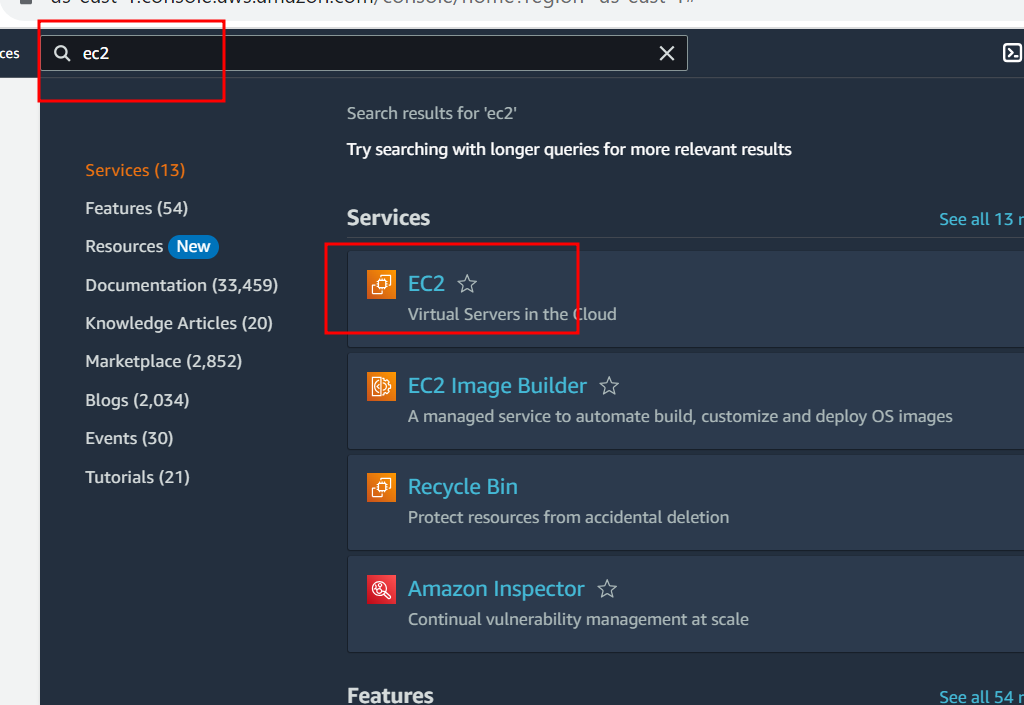 ces
ec2
Search results for 'ec2'
Try searching with longer queries for more relevant results
Services (13)
Features (54)
Resources New
Documentation (33,459)
Knowledge Articles (20)
Marketplace (2,852)
Blogs (2,034)
Events (30)
Tutorials (21)
Services
See all 13 r
EC2
Virtual Servers in the Cloud
EC2 Image Builder
A managed service to automate build, customize and deploy OS images
Recycle Bin
Protect resources from accidental deletion
Amazon Inspector
Continual vulnerability management at scale
Features
See all 54 r